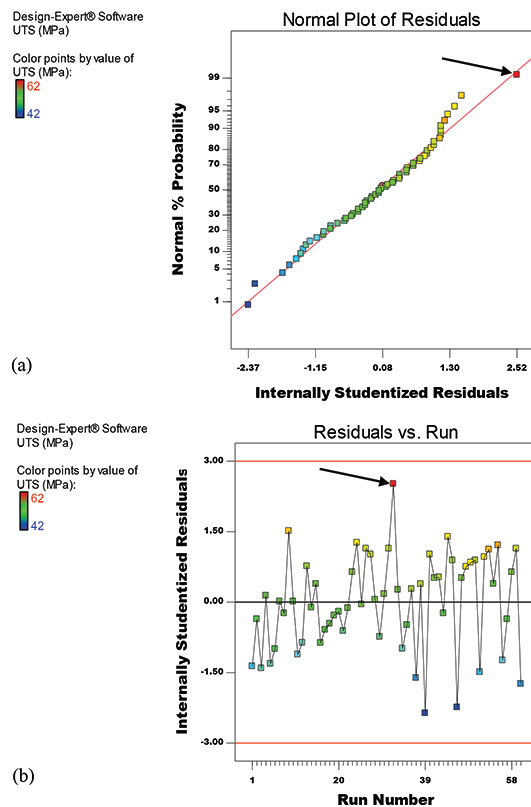 Design-Expert® Software
UTS (MPa)
Color points by value of
UTS (MPa):
62
42
Normal Plot of Residuals
Normal % Probability
99
95
90
80
70
50
30
20
10
5
1
-2.37
-1.15
0.08
1.30
2.52
Internally Studentized Residuals
(a)
Design-Expert® Software
UTS (MPa)
Color points by value of
UTS (MPa):
62
42
Residuals vs. Run
Internally Studentized Residuals
3.00
1.50
0.00
-1.50
-3.00
1
20
39
58
Run Number
(b)